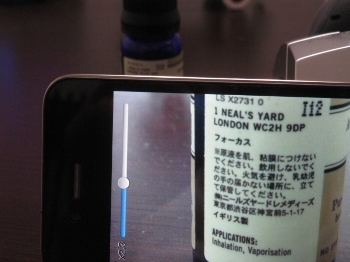 LS X2731 0 I12
1 NEAL'S YARD
LONDON WC2H 9DP
フォーカス
※原液を肌、粘膜につけない
でください。飲用しないでく
ださい。火気を避け、乳幼児
の手の届かない場所に、立て
て保管してください。
㈱ニールズヤードレメディーズ
東京都渋谷区神宮前5-1-17
イギリス製
APPLICATIONS:
Inhalation, Vaporisation